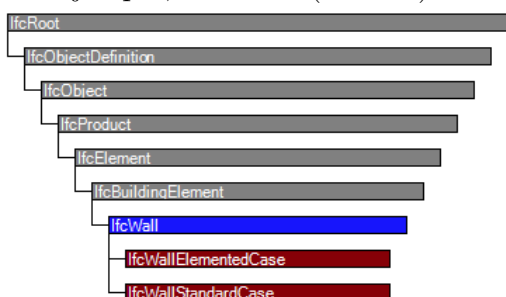 IfcRoot
IfcObjectDefinition
IfcObject
IfcProduct
IfcElement
IfcBuildingElement
IfcWall
IfcWallElementedCase
IfcWallStandardCase